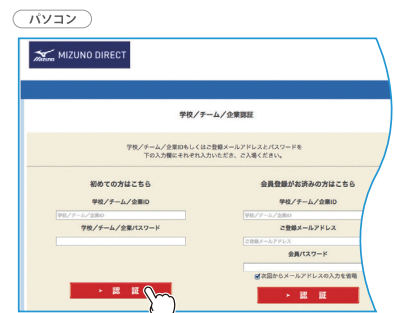 パソコン
Mizuno MIZUNO DIRECT
学校／チーム／企業認証
学校／チーム／企業IDもしくはご登録メールアドレスとパスワードを
下の入力欄にそれぞれ入力いただき、ご入場ください。
初めての方はこちら
学校／チーム／企業ID
学校／チーム／企業ID
学校／チーム／企業パスワード
認 証
会員登録がお済みの方はこちら
学校／チーム／企業ID
学校／チーム／企業ID
ご登録メールアドレス
ご登録メールアドレス
会員パスワード
次回からメールアドレスの入力を省略
認 証